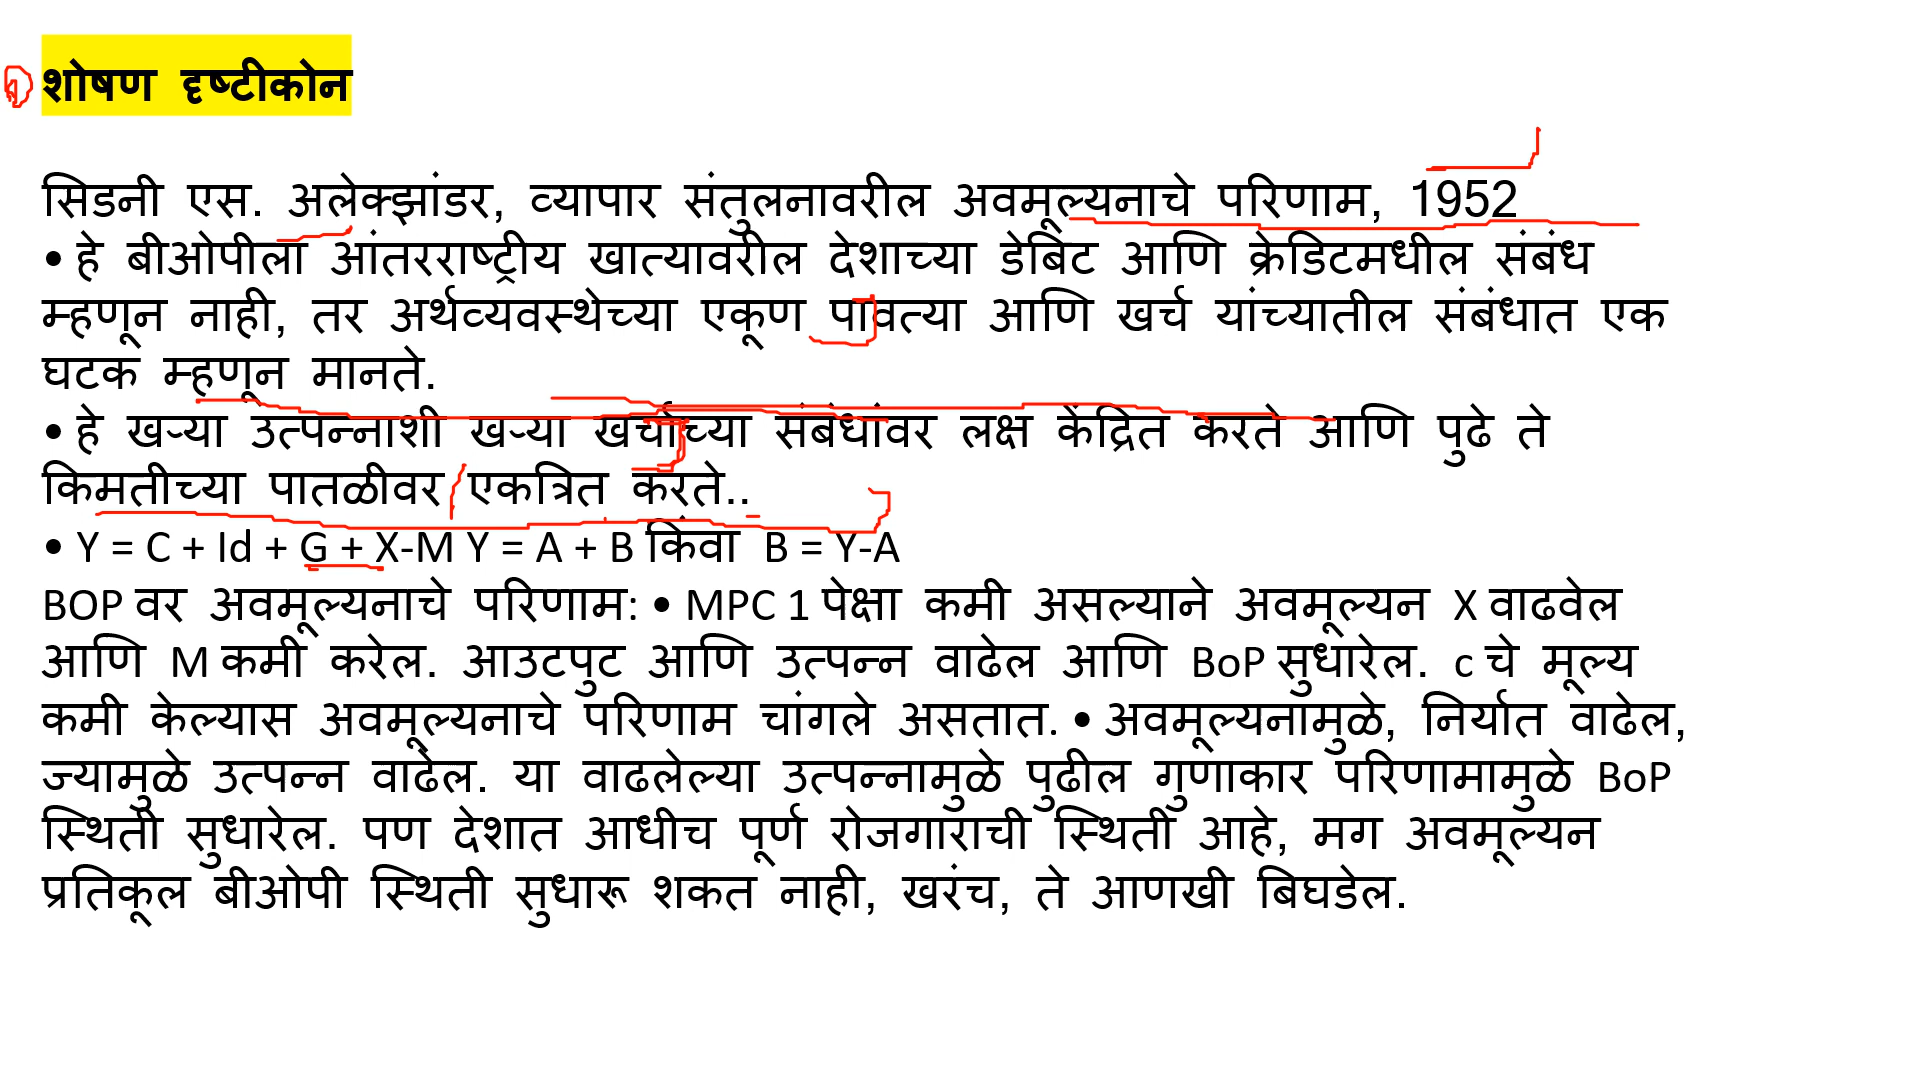 शोषण दृष्टीकोन
सिडनी एस. अलेक्झांडर, व्यापार संतुलनावरील अवमूल्यनाचे परिणाम, 1952
• हे बीओपीला आंतरराष्ट्रीय खात्यावरील देशाच्या डेबिट आणि क्रेडिटमधील संबंध
म्हणून नाही, तर अर्थव्यवस्थेच्या एकूण पावत्या आणि खर्च यांच्यातील संबंधात एक
घटक म्हणून मानते.
• हे खऱ्या उत्पन्नाशी खऱ्या खर्चाच्या संबंधांवर लक्ष केंद्रित करते आणि पुढे ते
किमतीच्या पातळीवर एकत्रित करते..
• Y = C + Id + G + X-M Y = A + B किंवा B = Y-A
BOP वर अवमूल्यनाचे परिणाम: • MPC 1 पेक्षा कमी असल्याने अवमूल्यन X वाढवेल
आणि M कमी करेल. आउटपुट आणि उत्पन्न वाढेल आणि BoP सुधारेल. c चे मूल्य
कमी केल्यास अवमूल्यनाचे परिणाम चांगले असतात. • अवमूल्यनामुळे, निर्यात वाढेल,
ज्यामुळे उत्पन्न वाढेल. या वाढलेल्या उत्पन्नामुळे पुढील गुणाकार परिणामामुळे BoP
स्थिती सुधारेल. पण देशात आधीच पूर्ण रोजगाराची स्थिती आहे, मग अवमूल्यन
प्रतिकूल बीओपी स्थिती सुधारू शकत नाही, खरंच, ते आणखी बिघडेल.